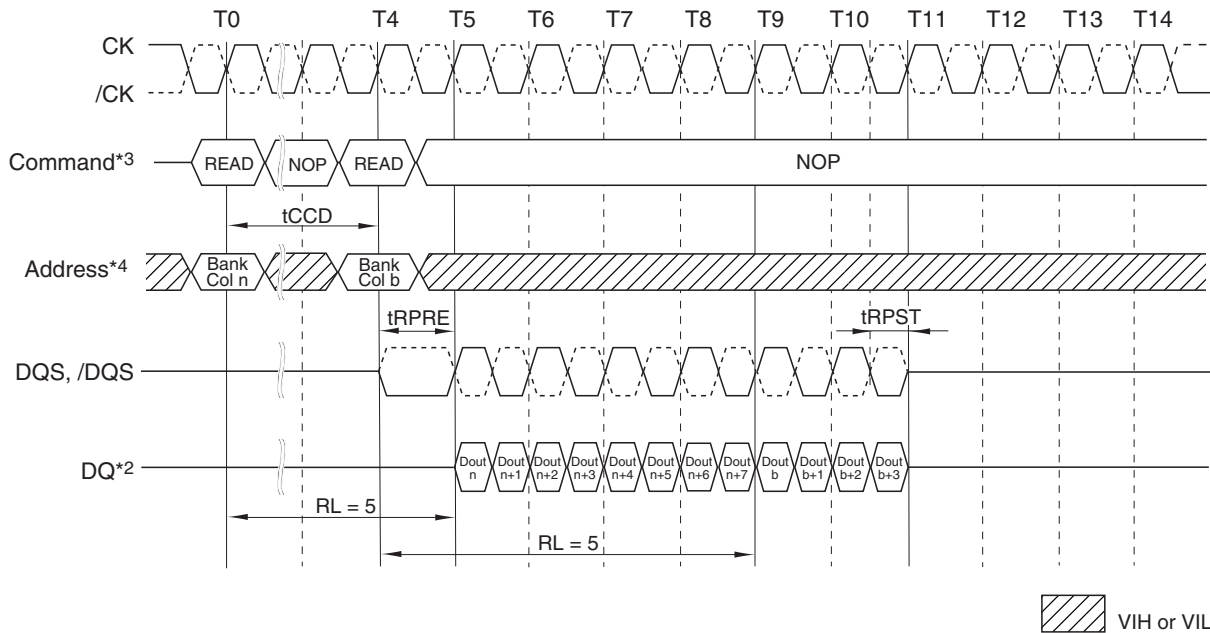 T0 T4 T5 T6 T7 T8 T9 T10 T11 T12 T13 T14
CK
/CK
Command*3 READ NOP READ NOP
tCCD
Address*4 Bank Col n Bank Col b
tRPRE tRPST
DQS, /DQS
DQ*2 Dout n Dout n+1 Dout n+2 Dout n+3 Dout n+4 Dout n+5 Dout n+6 Dout n+7 Dout b Dout b+1 Dout b+2 Dout b+3
RL = 5
RL = 5
VIH or VIL